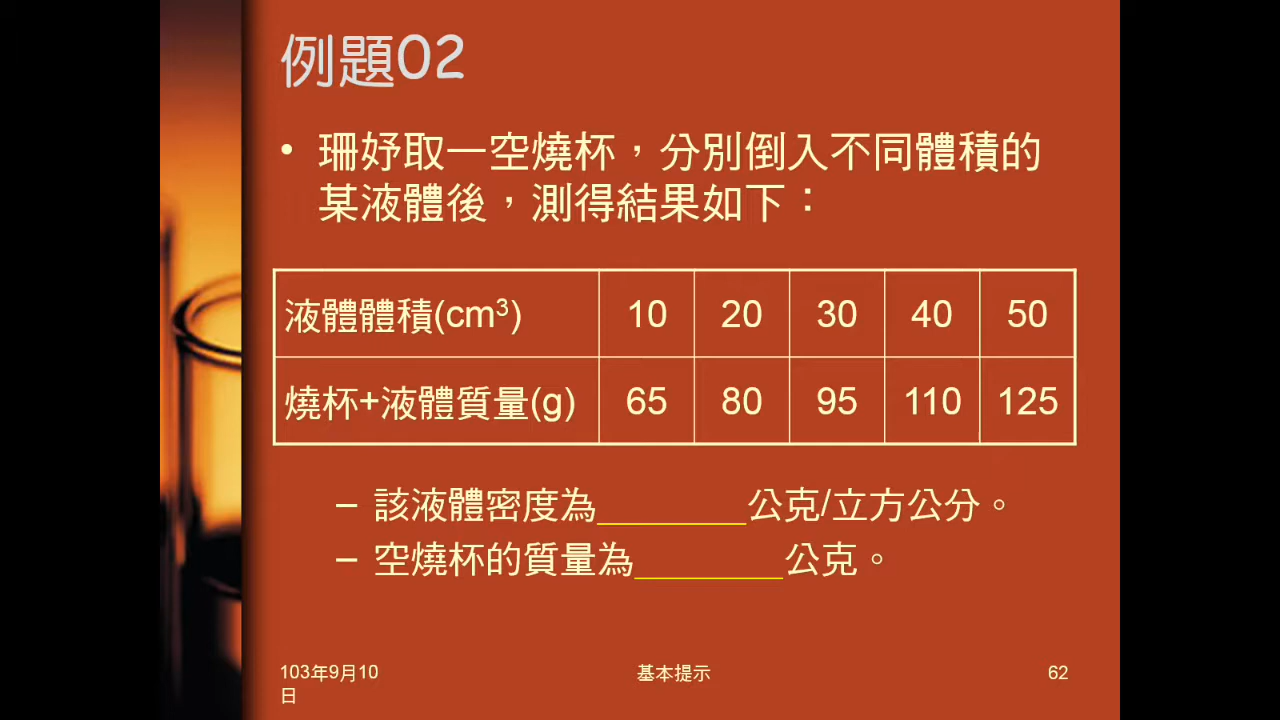 例題02
• 珊妤取一空燒杯，分別倒入不同體積的
某液體後，測得結果如下：
液體體積(cm³) 10 20 30 40 50
燒杯+液體質量(g) 65 80 95 110 125
– 該液體密度為________公克/立方公分。
– 空燒杯的質量為________公克。
103年9月10
日
基本提示
62